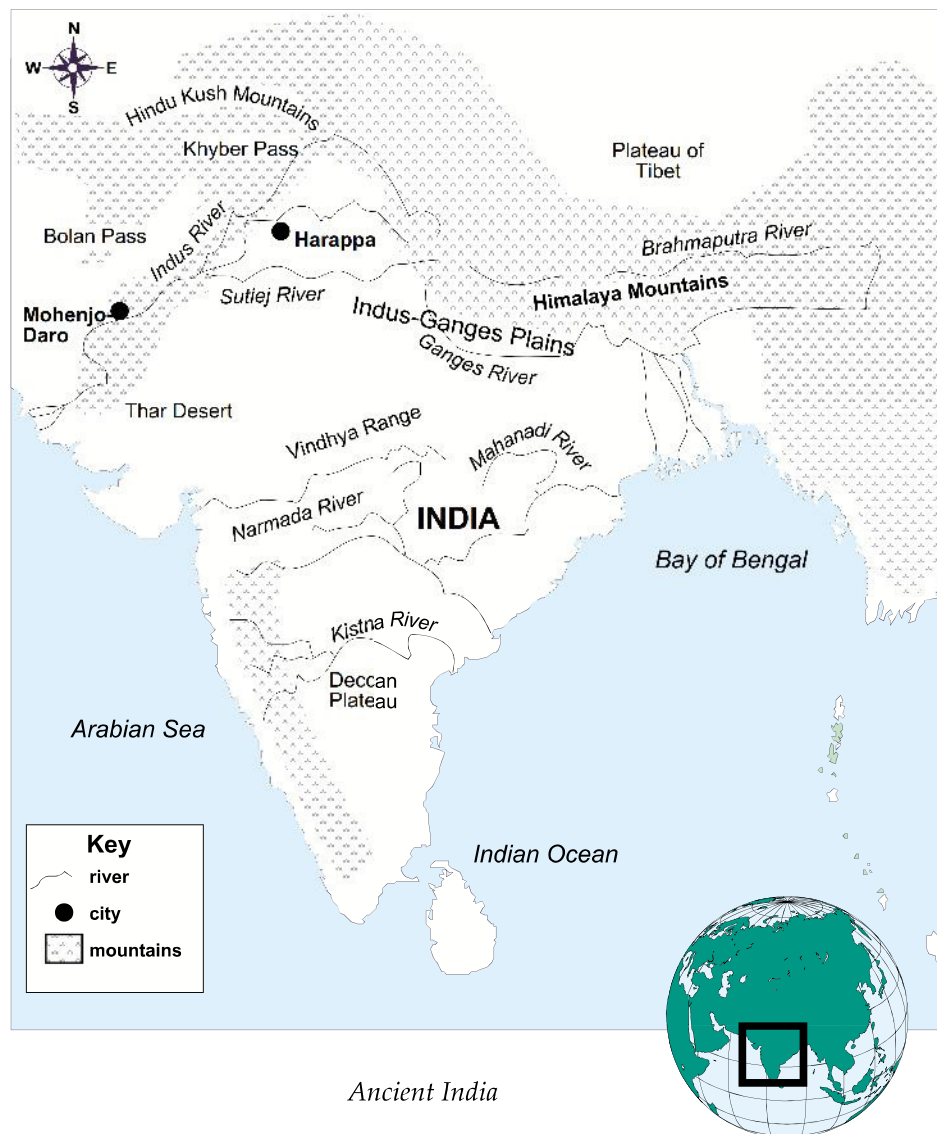 N
W E
S
Hindu Kush Mountains
Khyber Pass
Plateau of
Tibet
Bolan Pass
Indus River
Harappa
Brahmaputra River
Sutiej River
Himalaya Mountains
Mohenjo-
Daro
Indus-Ganges Plains
Ganges River
Thar Desert
Vindhya Range
Mahanadi River
Narmada River
INDIA
Bay of Bengal
Kistna River
Deccan
Plateau
Arabian Sea
Indian Ocean
Key
river
city
mountains
Ancient India